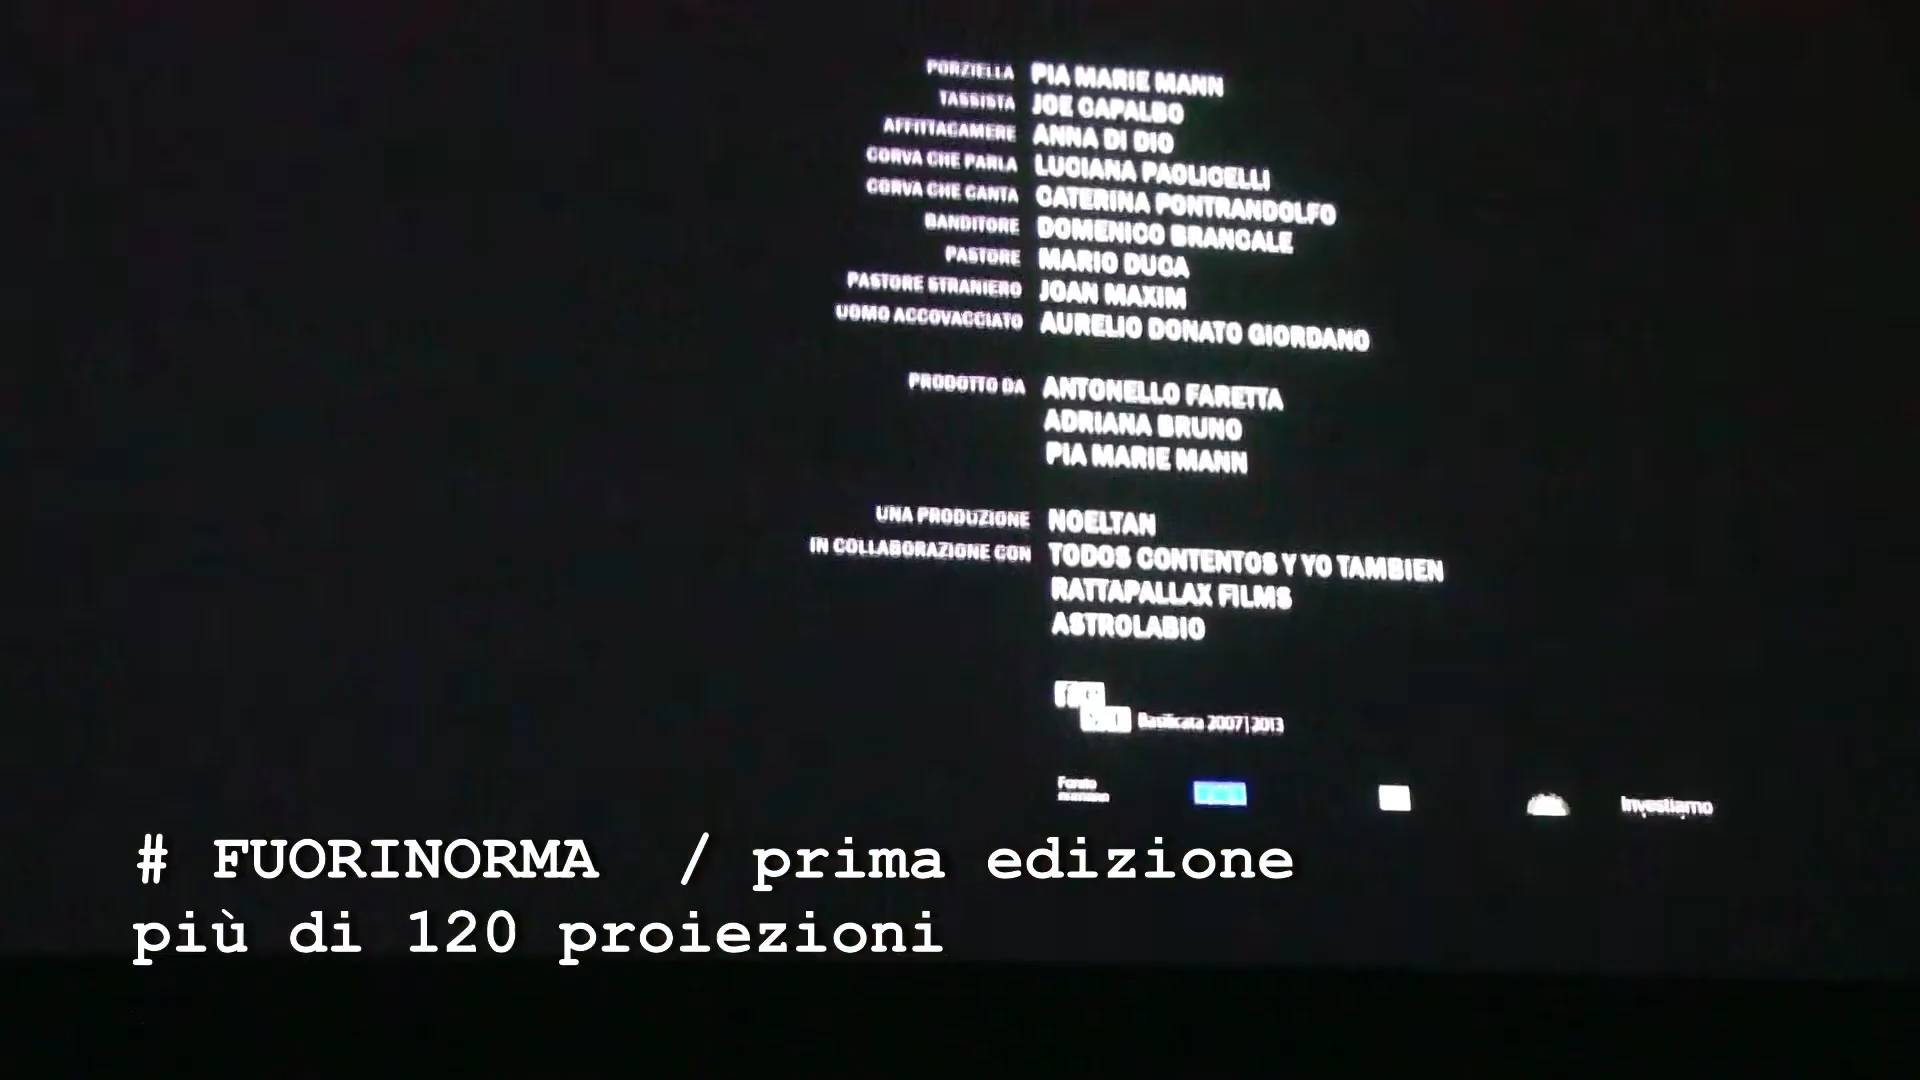 PORZIELLA PIA MARIE MANN
TASSISTA JOE CAPALBO
AFFITTACAMERE ANNA DI DIO
CORVA CHE PARLA LUCIANA PAOLICELLI
CORVA CHE CANTA CATERINA PONTRANDOLFO
BANDITORE DOMENICO BRANCALE
PASTORE MARIO DUCA
PASTORE STRANIERO JOAN MAXIM
UOMO ACCOVACCIATO AURELIO DONATO GIORDANO
PRODOTTO DA ANTONELLO FARETTA
ADRIANA BRUNO
PIA MARIE MANN
UNA PRODUZIONE NOELTAN
IN COLLABORAZIONE CON TODOS CONTENTOS Y YO TAMBIEN
RATTAPALLAX FILMS
ASTROLABIO
Basilicata 2007|2013
Investiamo
# FUORINORMA / prima edizione
più di 120 proiezioni